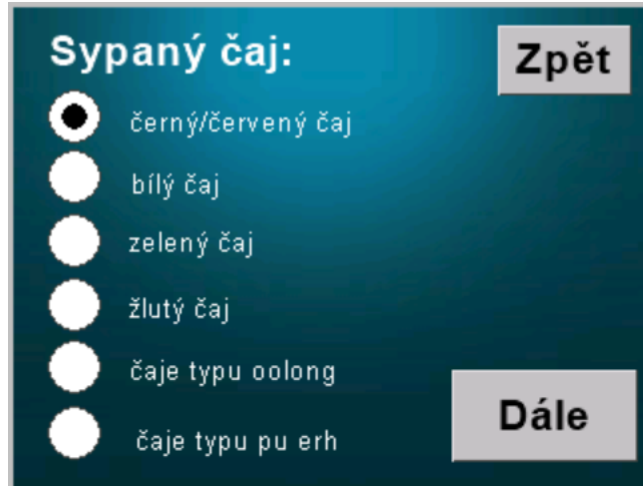 Sypaný čaj:
Zpět
černý/červený čaj
bílý čaj
zelený čaj
žlutý čaj
čaje typu oolong
čaje typu pu erh
Dále